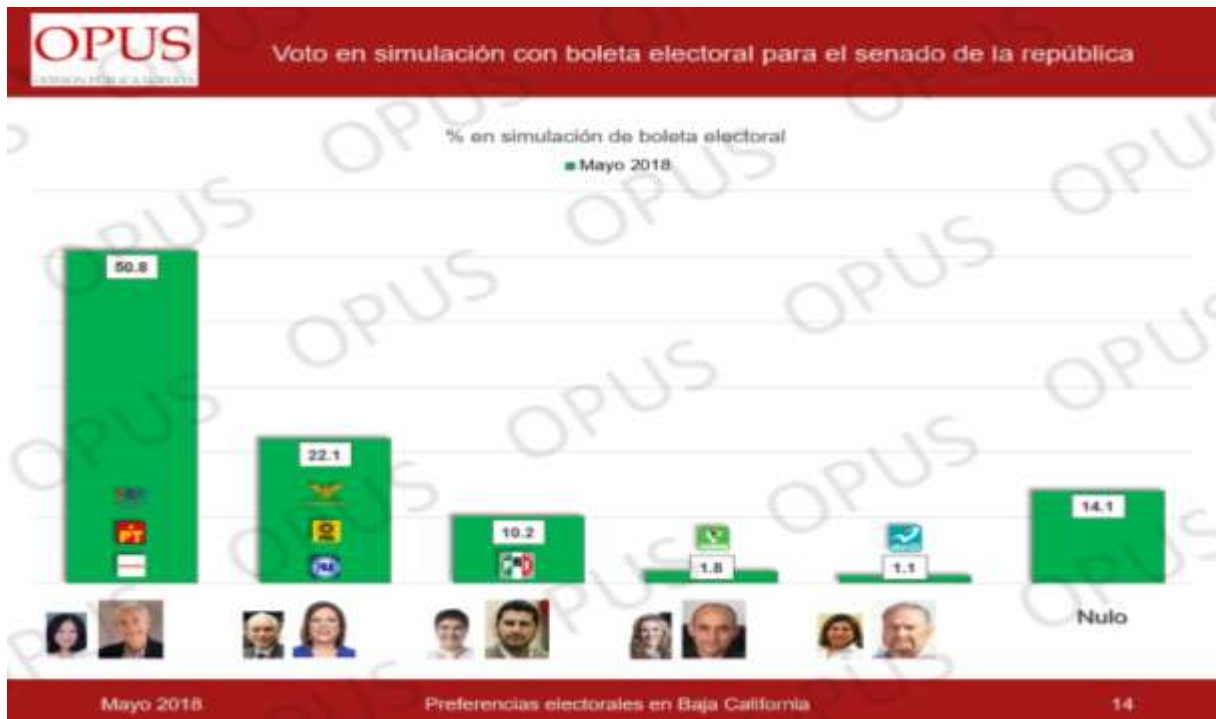 OPUS
Voto en simulación con boleta electoral para el senado de la república
% en simulación de boleta electoral
Mayo 2018
50.8
22.1
10.2
1.8
1.1
14.1
PT
Nulo
Mayo 2018
Preferencias electorales en Baja California
14